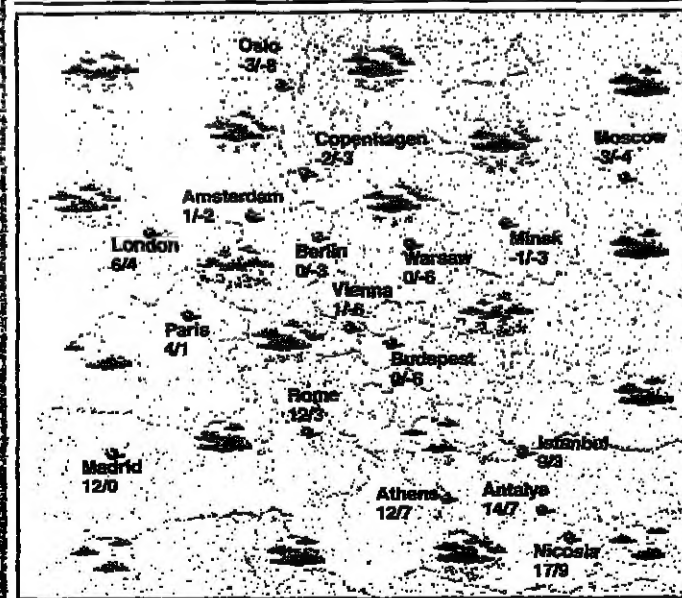 Oslo
-3/-8
Copenhagen
-2/-3
Moscow
-3/-4
Amsterdam
1/-2
London
6/4
Berlin
0/-3
Warsaw
0/-6
Minsk
-1/-3
Vienna
1/-6
Paris
4/1
Budapest
0/-6
Rome
12/3
Madrid
12/0
Istanbul
9/3
Athens
12/7
Antalya
14/7
Nicosia
17/9